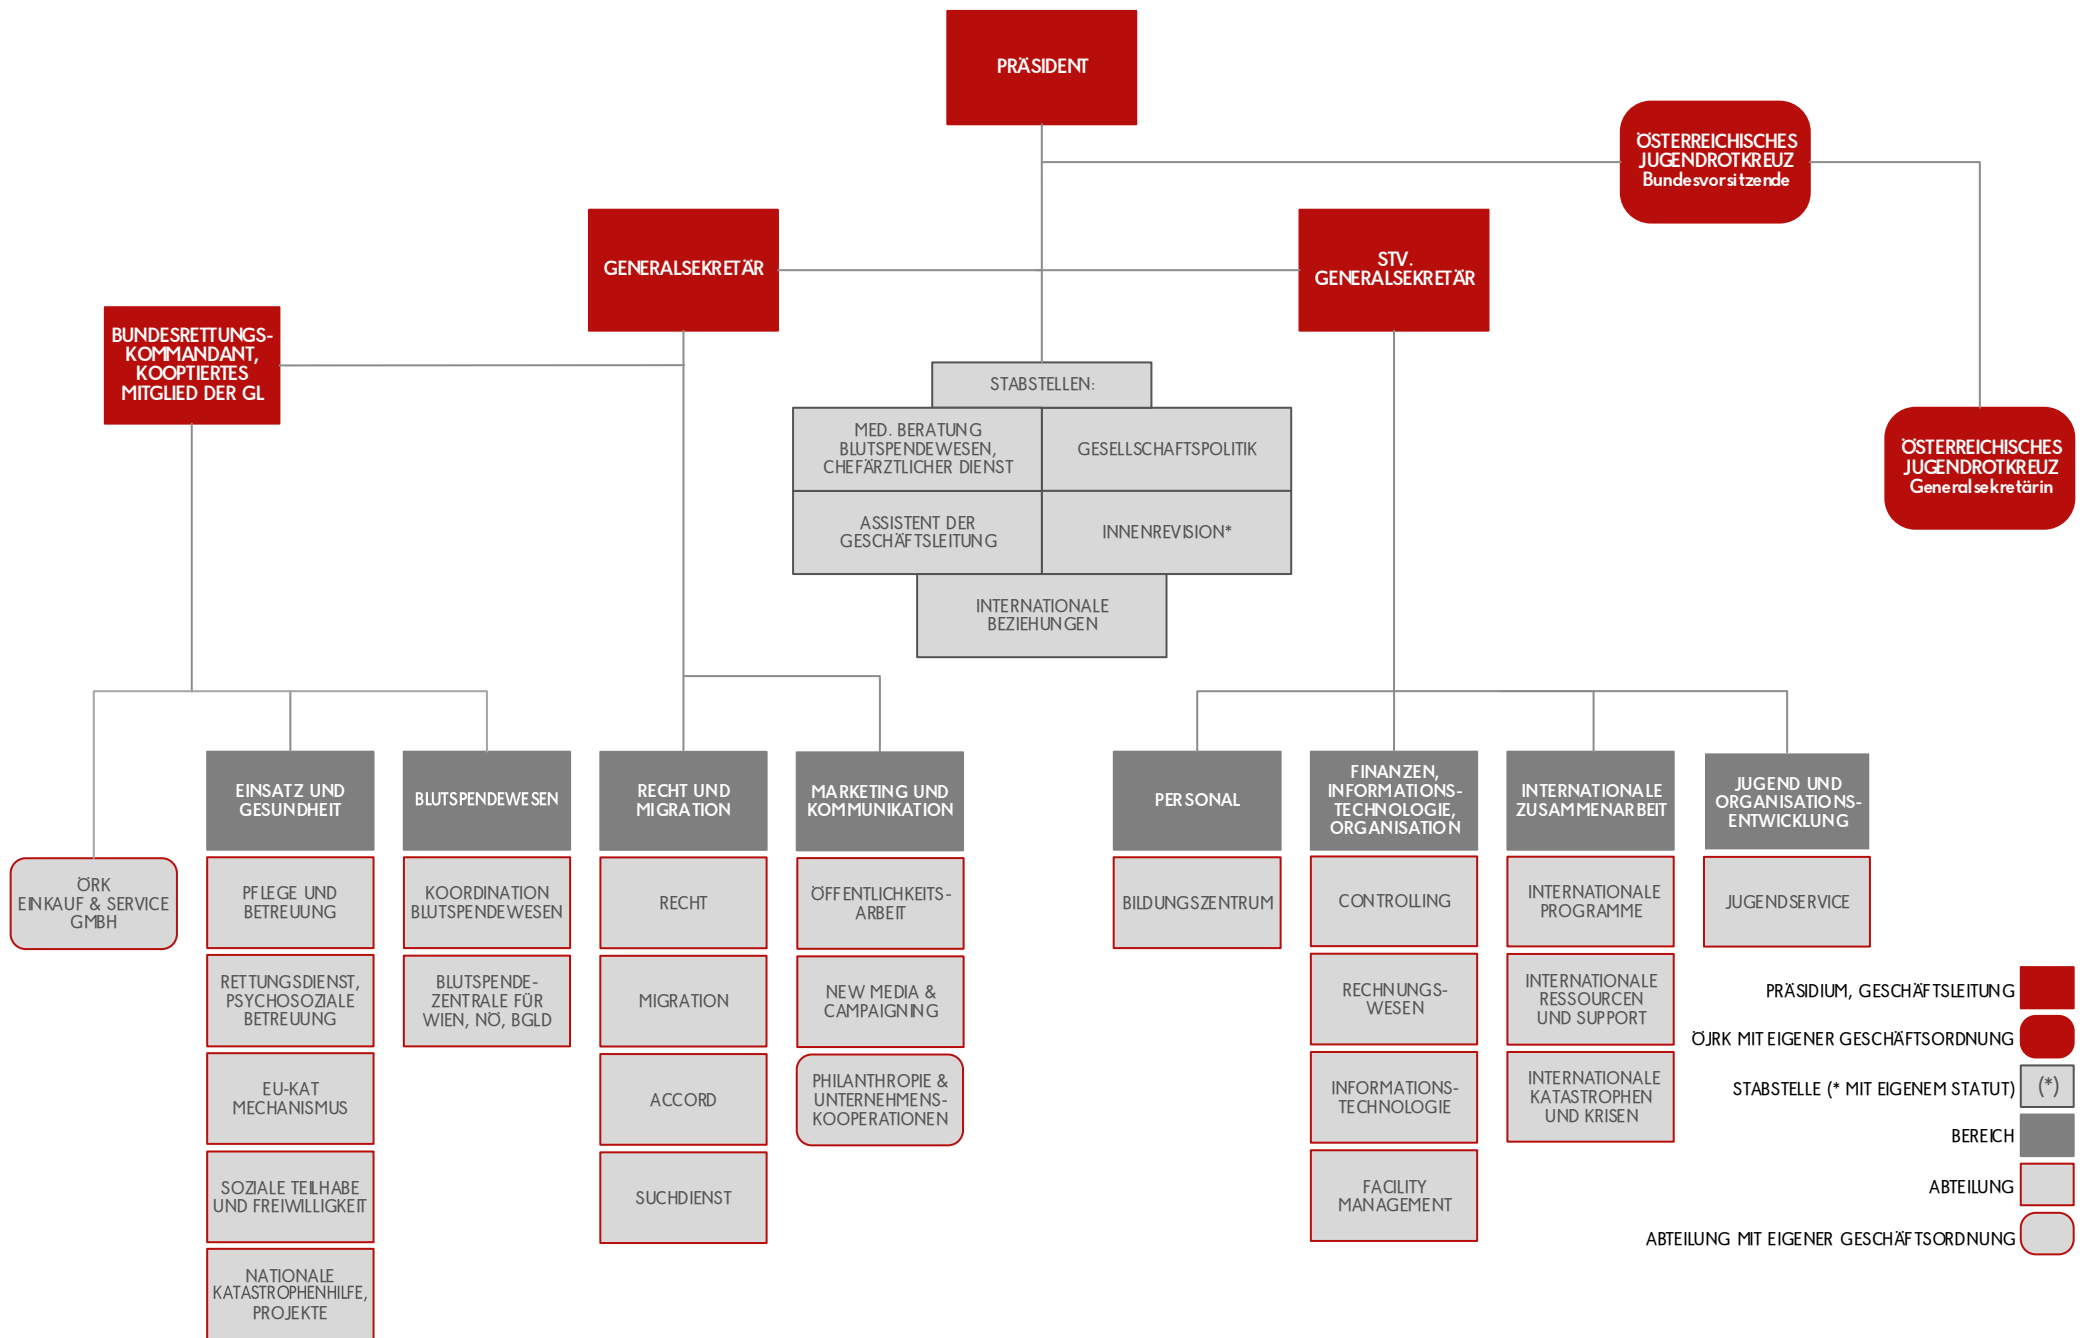 PRÄSIDENT
ÖSTERREICHISCHES
JUGENDROTKREUZ
Bundesvorsitzende
GENERALSEKRETÄR
STV.
GENERALSEKRETÄR
BUNDESRETTUNGS-
KOMMANDANT,
KOOPTIERTES
MITGLIED DER GL
STABSTELLEN:
MED. BERATUNG
BLUTSPENDEWESEN,
CHEFÄRZTLICHER DIENST
GESELLSCHAFTSPOLITIK
ASSISTENT DER
GESCHÄFTSLEITUNG
INNENREVISION*
INTERNATIONALE
BEZIEHUNGEN
ÖSTERREICHISCHES
JUGENDROTKREUZ
Generalsekretärin
EINSATZ UND
GESUNDHEIT
BLUTSPENDEWESEN
RECHT UND
MIGRATION
MARKETING UND
KOMMUNIKATION
PERSONAL
FINANZEN,
INFORMATIONS-
TECHNOLOGIE,
ORGANISATION
INTERNATIONALE
ZUSAMMENARBEIT
JUGEND UND
ORGANISATIONS-
ENTWICKLUNG
ÖRK
EINKAUF & SERVICE
GMBH
PFLEGE UND
BETREUUNG
RETTUNGSDIENST,
PSYCHOSOZIALE
BETREUUNG
EU-KAT
MECHANISMUS
SOZIALE TEILHABE
UND FREIWILLIGKEIT
NATIONALE
KATASTROPHENHILFE,
PROJEKTE
KOORDINATION
BLUTSPENDEWESEN
BLUTSPENDE-
ZENTRALE FÜR
WIEN, NÖ, BGLD
RECHT
MIGRATION
ACCORD
SUCHDIENST
ÖFFENTLICHKEITS-
ARBEIT
NEW MEDIA &
CAMPAIGNING
PHILANTHROPIE &
UNTERNEHMENS-
KOOPERATIONEN
BILDUNGSZENTRUM
CONTROLLING
RECHNUNGS-
WESEN
INFORMATIONS-
TECHNOLOGIE
FACILITY
MANAGEMENT
INTERNATIONALE
PROGRAMME
INTERNATIONALE
RESSOURCEN
UND SUPPORT
INTERNATIONALE
KATASTROPHEN
UND KRISEN
JUGENDSERVICE
PRÄSIDIUM, GESCHÄFTSLEITUNG
ÖJRK MIT EIGENER GESCHÄFTSORDNUNG
STABSTELLE (* MIT EIGENEM STATUT) (*)
BEREICH
ABTEILUNG
ABTEILUNG MIT EIGENER GESCHÄFTSORDNUNG